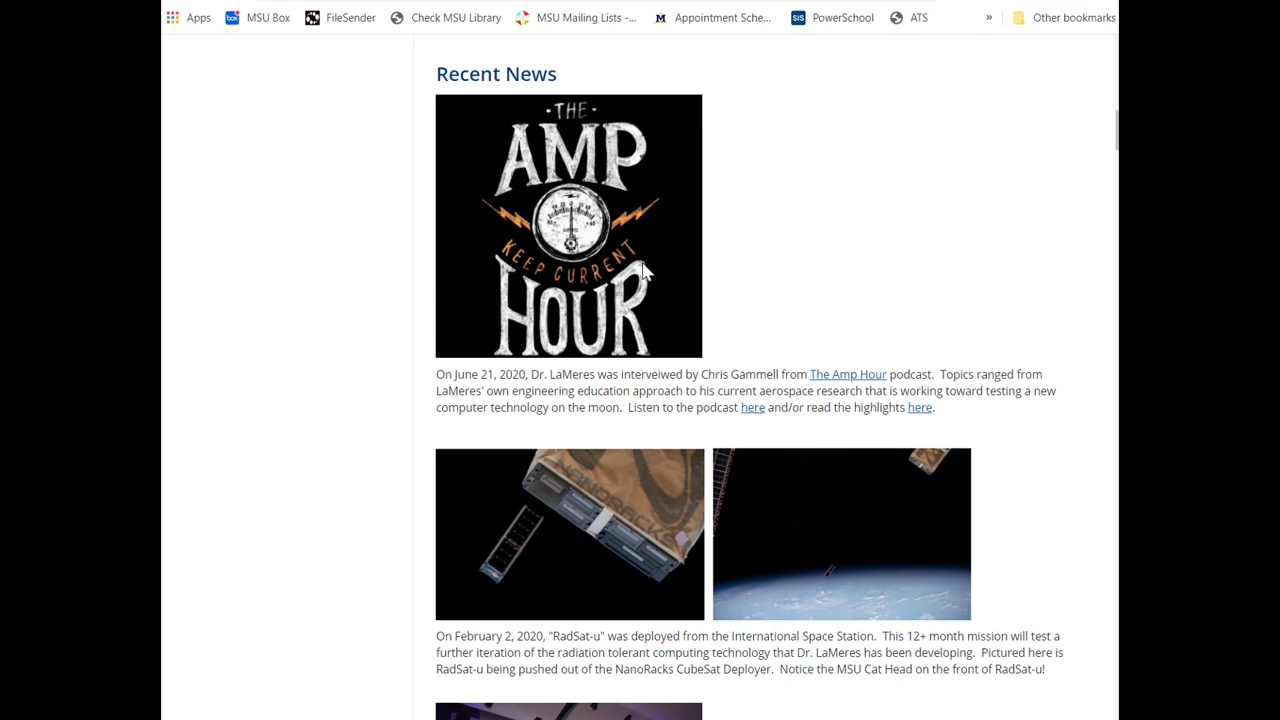 Apps MSU Box FileSender Check MSU Library MSU Mailing Lists -... Appointment Sche... PowerSchool ATS » Other bookmarks
Recent News
·THE·
AMP
KEEP CURRENT
HOUR
On June 21, 2020, Dr. LaMeres was interveiwed by Chris Gammell from The Amp Hour podcast. Topics ranged from
LaMeres' own engineering education approach to his current aerospace research that is working toward testing a new
computer technology on the moon. Listen to the podcast here and/or read the highlights here.
NANORACKS
On February 2, 2020, "RadSat-u" was deployed from the International Space Station. This 12+ month mission will test a
further iteration of the radiation tolerant computing technology that Dr. LaMeres has been developing. Pictured here is
RadSat-u being pushed out of the NanoRacks CubeSat Deployer. Notice the MSU Cat Head on the front of RadSat-u!